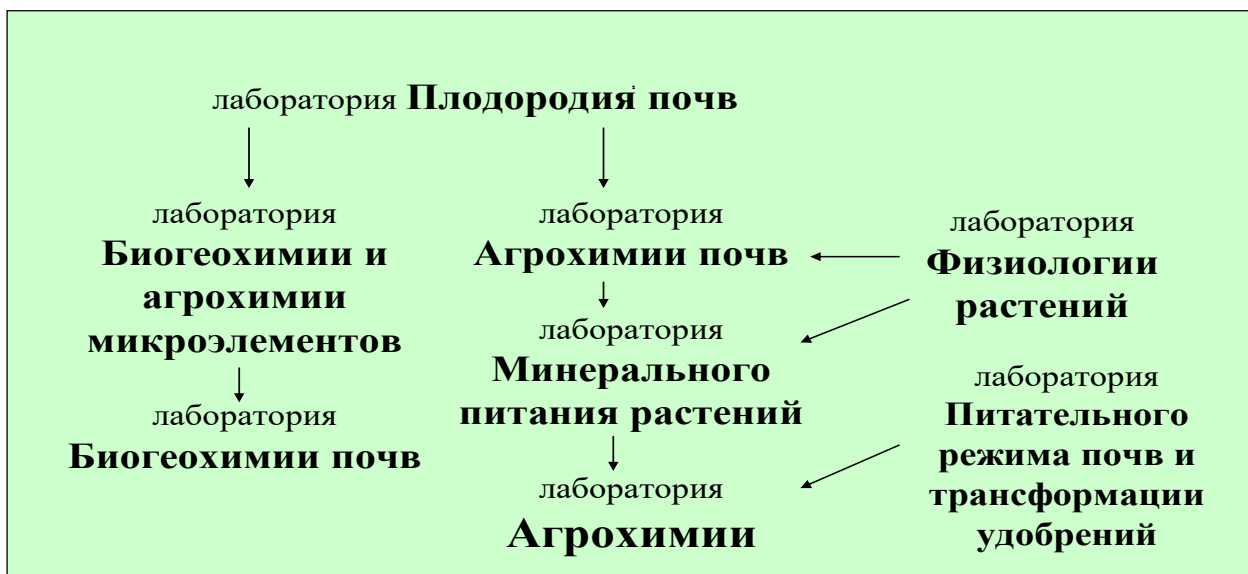 лаборатория Плодородия почв
лаборатория
Биогеохимии и
агрохимии
микроэлементов
лаборатория
Биогеохимии почв
лаборатория
Агрохимии почв
лаборатория
Минерального
питания растений
лаборатория
Агрохимии
лаборатория
Физиологии
растений
лаборатория
Питательного
режима почв и
трансформации
удобрений